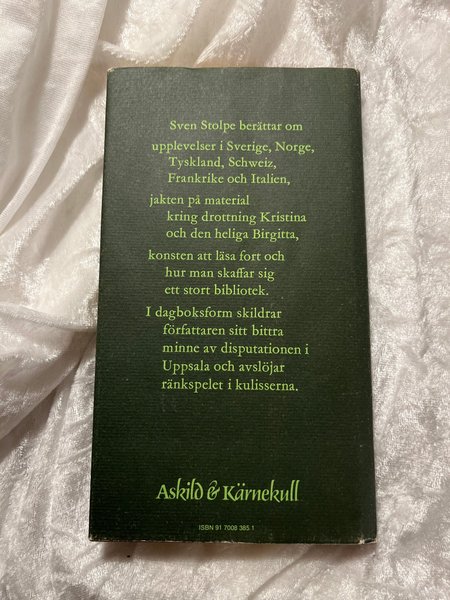 Sven Stolpe berättar om
upplevelser i Sverige, Norge,
Tyskland, Schweiz,
Frankrike och Italien,
jakten på material
kring drottning Kristina
och den heliga Birgitta,
konsten att läsa fort och
hur man skaffar sig
ett stort bibliotek.
I dagboksform skildrar
författaren sitt bittra
minne av disputationen i
Uppsala och avslöjar
ränkspelet i kulisserna.
Askild & Kärnekull
ISBN 91 7008 385 1